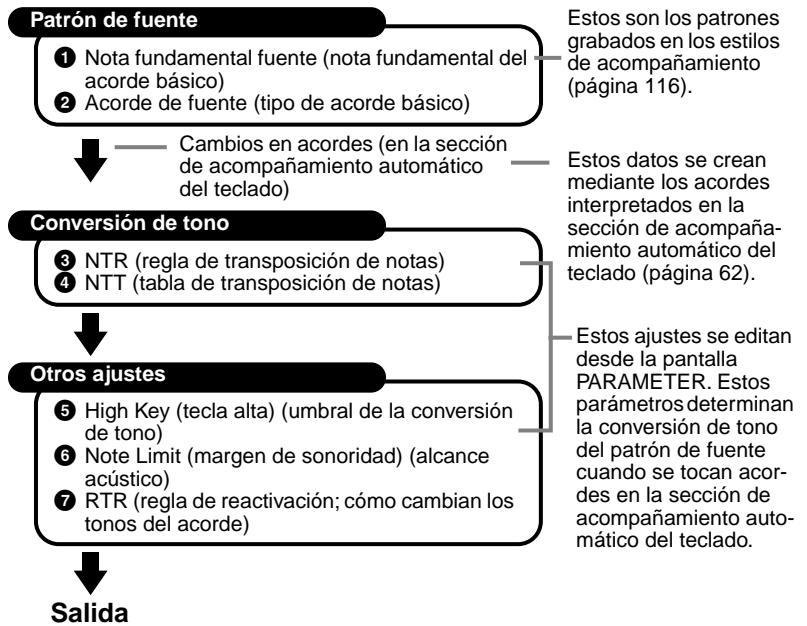 Patrón de fuente
❶ Nota fundamental fuente (nota fundamental del
acorde básico)
❷ Acorde de fuente (tipo de acorde básico)
Estos son los patrones
grabados en los estilos
de acompañamiento
(página 116).
Cambios en acordes (en la sección
de acompañamiento automático
del teclado)
Estos datos se crean
mediante los acordes
interpretados en la
sección de acompaña-
miento automático del
teclado (página 62).
Conversión de tono
❸ NTR (regla de transposición de notas)
❹ NTT (tabla de transposición de notas)
Otros ajustes
❺ High Key (tecla alta) (umbral de la conversión
de tono)
❻ Note Limit (margen de sonoridad) (alcance
acústico)
❼ RTR (regla de reactivación; cómo cambian los
tonos del acorde)
Estos ajustes se editan
desde la pantalla
PARAMETER. Estos
parámetros determinan
la conversión de tono
del patrón de fuente
cuando se tocan acor-
des en la sección de
acompañamiento auto-
mático del teclado.
Salida